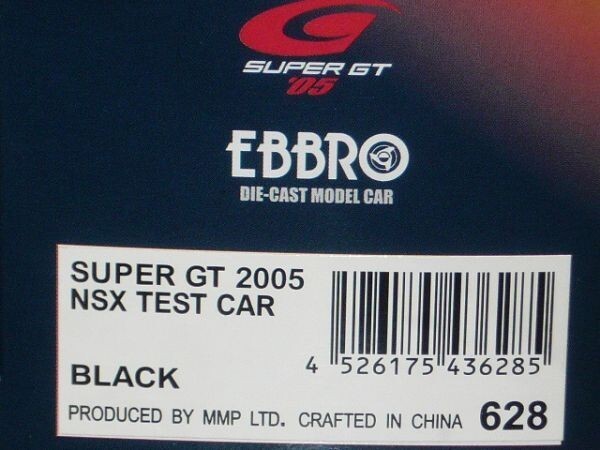 SUPER GT
'05
EBBRO
DIE-CAST MODEL CAR
SUPER GT 2005
NSX TEST CAR
BLACK
4 526175 436285
PRODUCED BY MMP LTD. CRAFTED IN CHINA 628